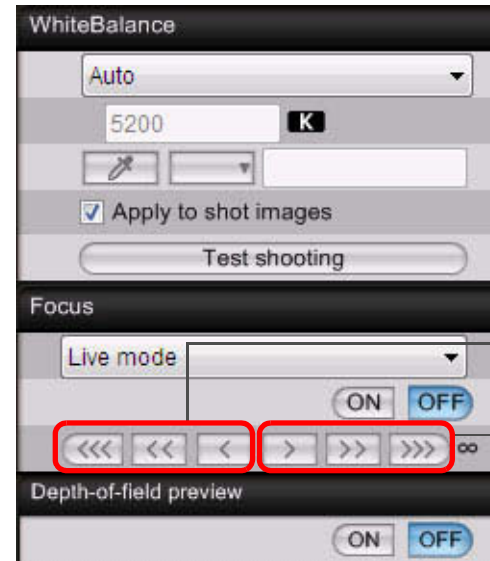 WhiteBalance
Auto
5200 K
Apply to shot images
Test shooting
Focus
Live mode
ON OFF
<<< << < > >> >>> ∞
Depth-of-field preview
ON OFF